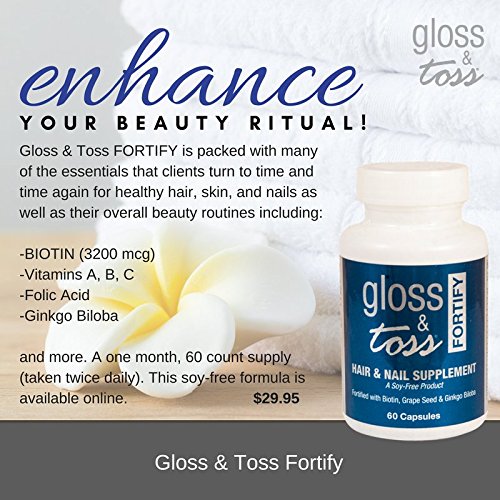 gloss
&
toss®
enhance
YOUR BEAUTY RITUAL!
Gloss & Toss FORTIFY is packed with many
of the essentials that clients turn to time and
time again for healthy hair, skin, and nails as
well as their overall beauty routines including:
-BIOTIN (3200 mcg)
-Vitamins A, B, C
-Folic Acid
-Ginkgo Biloba
and more. A one month, 60 count supply
(taken twice daily). This soy-free formula is
available online. $29.95
gloss
&
toss®
FORTIFY
HAIR & NAIL SUPPLEMENT
A Soy-Free Product
Fortified with Biotin, Grape Seed & Ginkgo Biloba
60 Capsules
Gloss & Toss Fortify